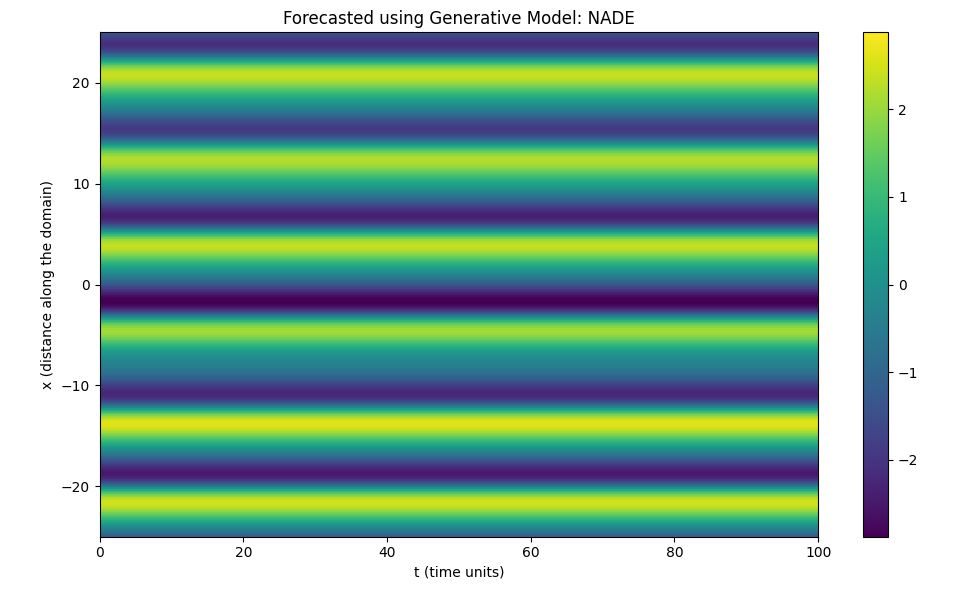 Forecasted using Generative Model: NADE
x (distance along the domain)
20
10
0
−10
−20
0 20 40 60 80 100
t (time units)
2
1
0
−1
−2